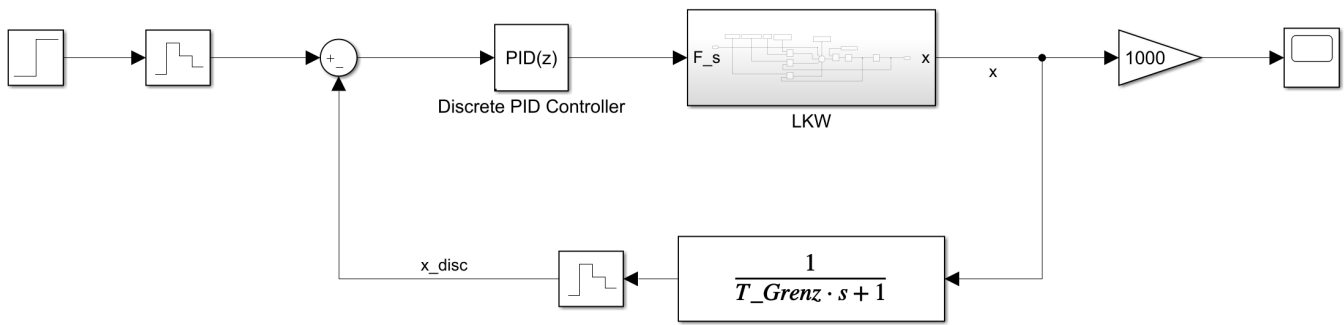 +
−
PID(z)
Discrete PID Controller
F_s
x
LKW
x
1000
x_disc
1
T_Grenz · s + 1